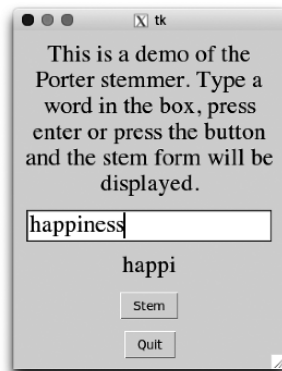 tk
This is a demo of the
Porter stemmer. Type a
word in the box, press
enter or press the button
and the stem form will be
displayed.
happiness
happi
Stem
Quit